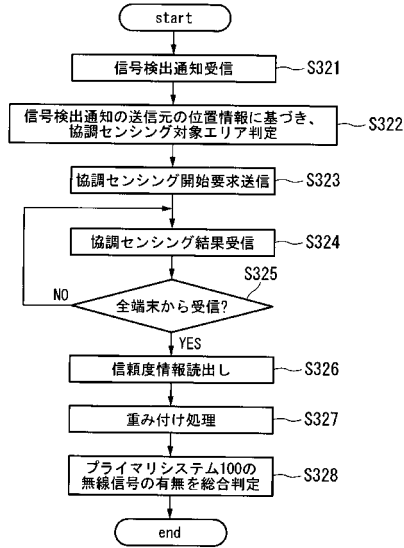 start
信号検出通知受信
S321
信号検出通知の送信元の位置情報に基づき、
協調センシング対象エリア判定
S322
協調センシング開始要求送信
S323
協調センシング結果受信
S324
S325
全端末から受信?
NO
YES
信頼度情報読出し
S326
重み付け処理
S327
プライマリシステム100の
無線信号の有無を総合判定
S328
end